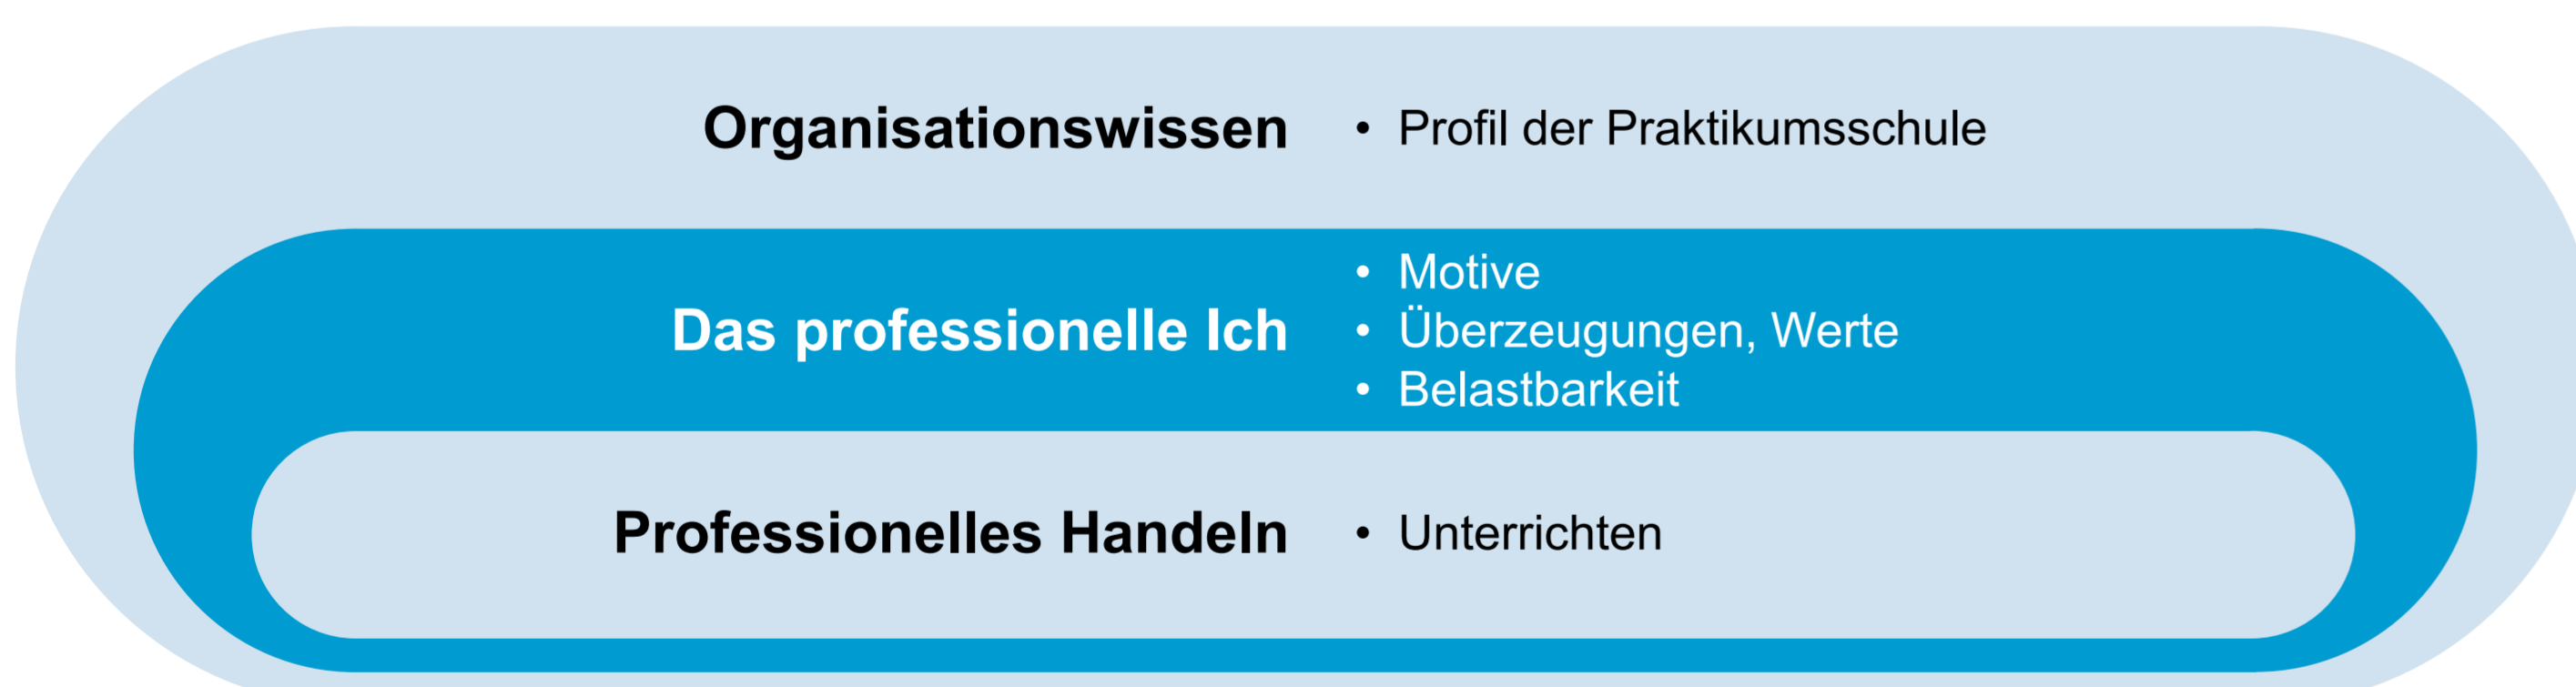 Organisationswissen • Profil der Praktikumsschule
Das professionelle Ich
• Motive
• Überzeugungen, Werte
• Belastbarkeit
Professionelles Handeln • Unterrichten